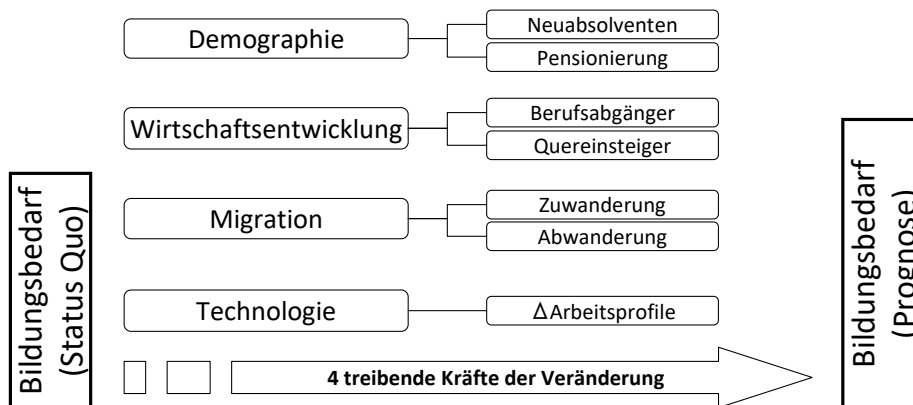 Demographie
Neuabsolventen
Pensionierung
Wirtschaftsentwicklung
Berufsabgänger
Quereinsteiger
Migration
Zuwanderung
Abwanderung
Technologie
ΔArbeitsprofile
Bildungsbedarf
(Status Quo)
4 treibende Kräfte der Veränderung
Bildungsbedarf
(Prognose)